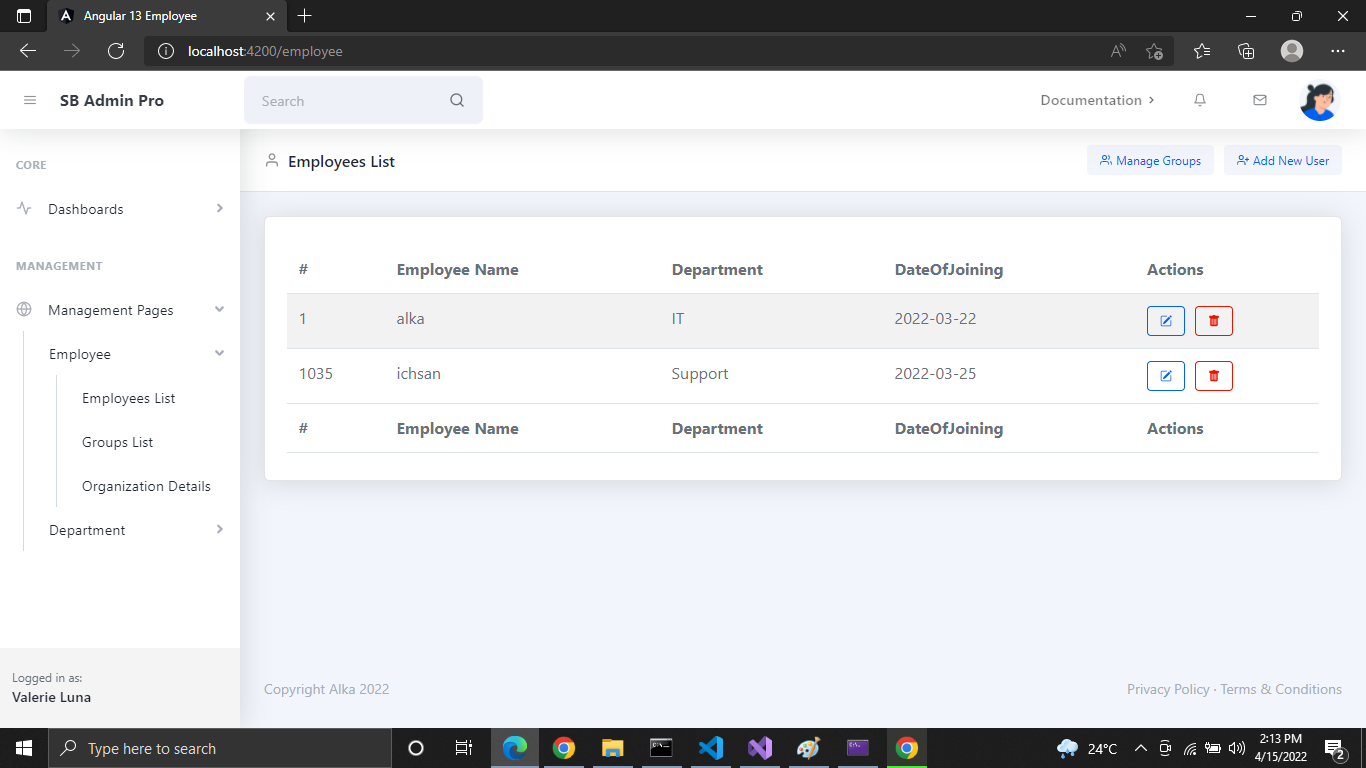 Angular 13 Employee
localhost:4200/employee
SB Admin Pro
Search
Documentation
CORE
Dashboards
MANAGEMENT
Management Pages
Employee
Employees List
Groups List
Organization Details
Department
Logged in as:
Valerie Luna
Employees List
Manage Groups
Add New User
# Employee Name Department DateOfJoining Actions
1 alka IT 2022-03-22
1035 ichsan Support 2022-03-25
# Employee Name Department DateOfJoining Actions
Copyright Alka 2022
Privacy Policy · Terms & Conditions
Type here to search
24°C
2:13 PM
4/15/2022
2